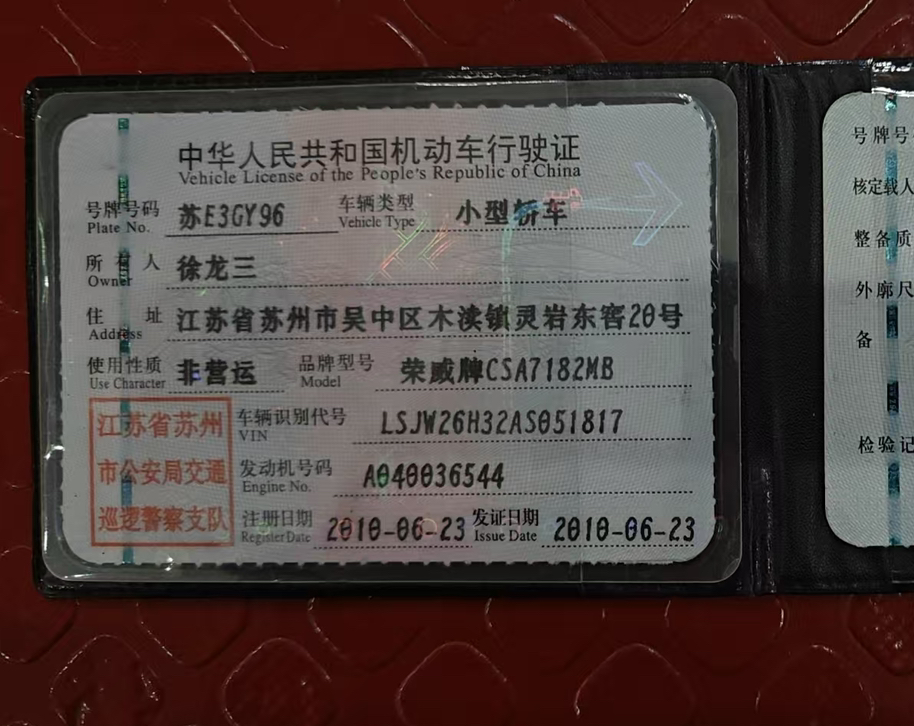 中华人民共和国机动车行驶证
Vehicle License of the People's Republic of China
号牌号码 苏E3GY96 车辆类型 小型轿车
Plate No. Vehicle Type
所有人 徐龙三
Owner
住址 江苏省苏州市吴中区木渎镇灵岩东窑20号
Address
使用性质 非营运 品牌型号 荣威牌CSA7182MB
Use Character Model
江苏省苏州
市公安局交通
巡逻警察支队
车辆识别代号 LSJW26H32AS051817
VIN
发动机号码 A040036544
Engine No.
注册日期 2010-06-23 发证日期 2010-06-23
Register Date Issue Date
号牌号
核定载人
整备质
外廓尺
备
检验记